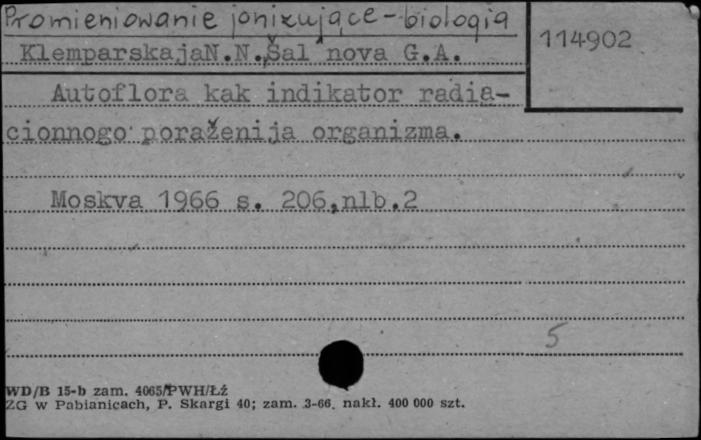 Promieniowanie jonizujące - biologia
114902
KlemparskajaN.N.,Šal'nova G.A.
Autoflora kak indikator radia-
cionnogo poraženija organizma.
Moskva 1966 s. 206,nlb.2
5
WD/B 15-b zam. 4065/PWH/Łź
ZG w Pabianicach, P. Skargi 40; zam. 3-66, nakł. 400 000 szt.